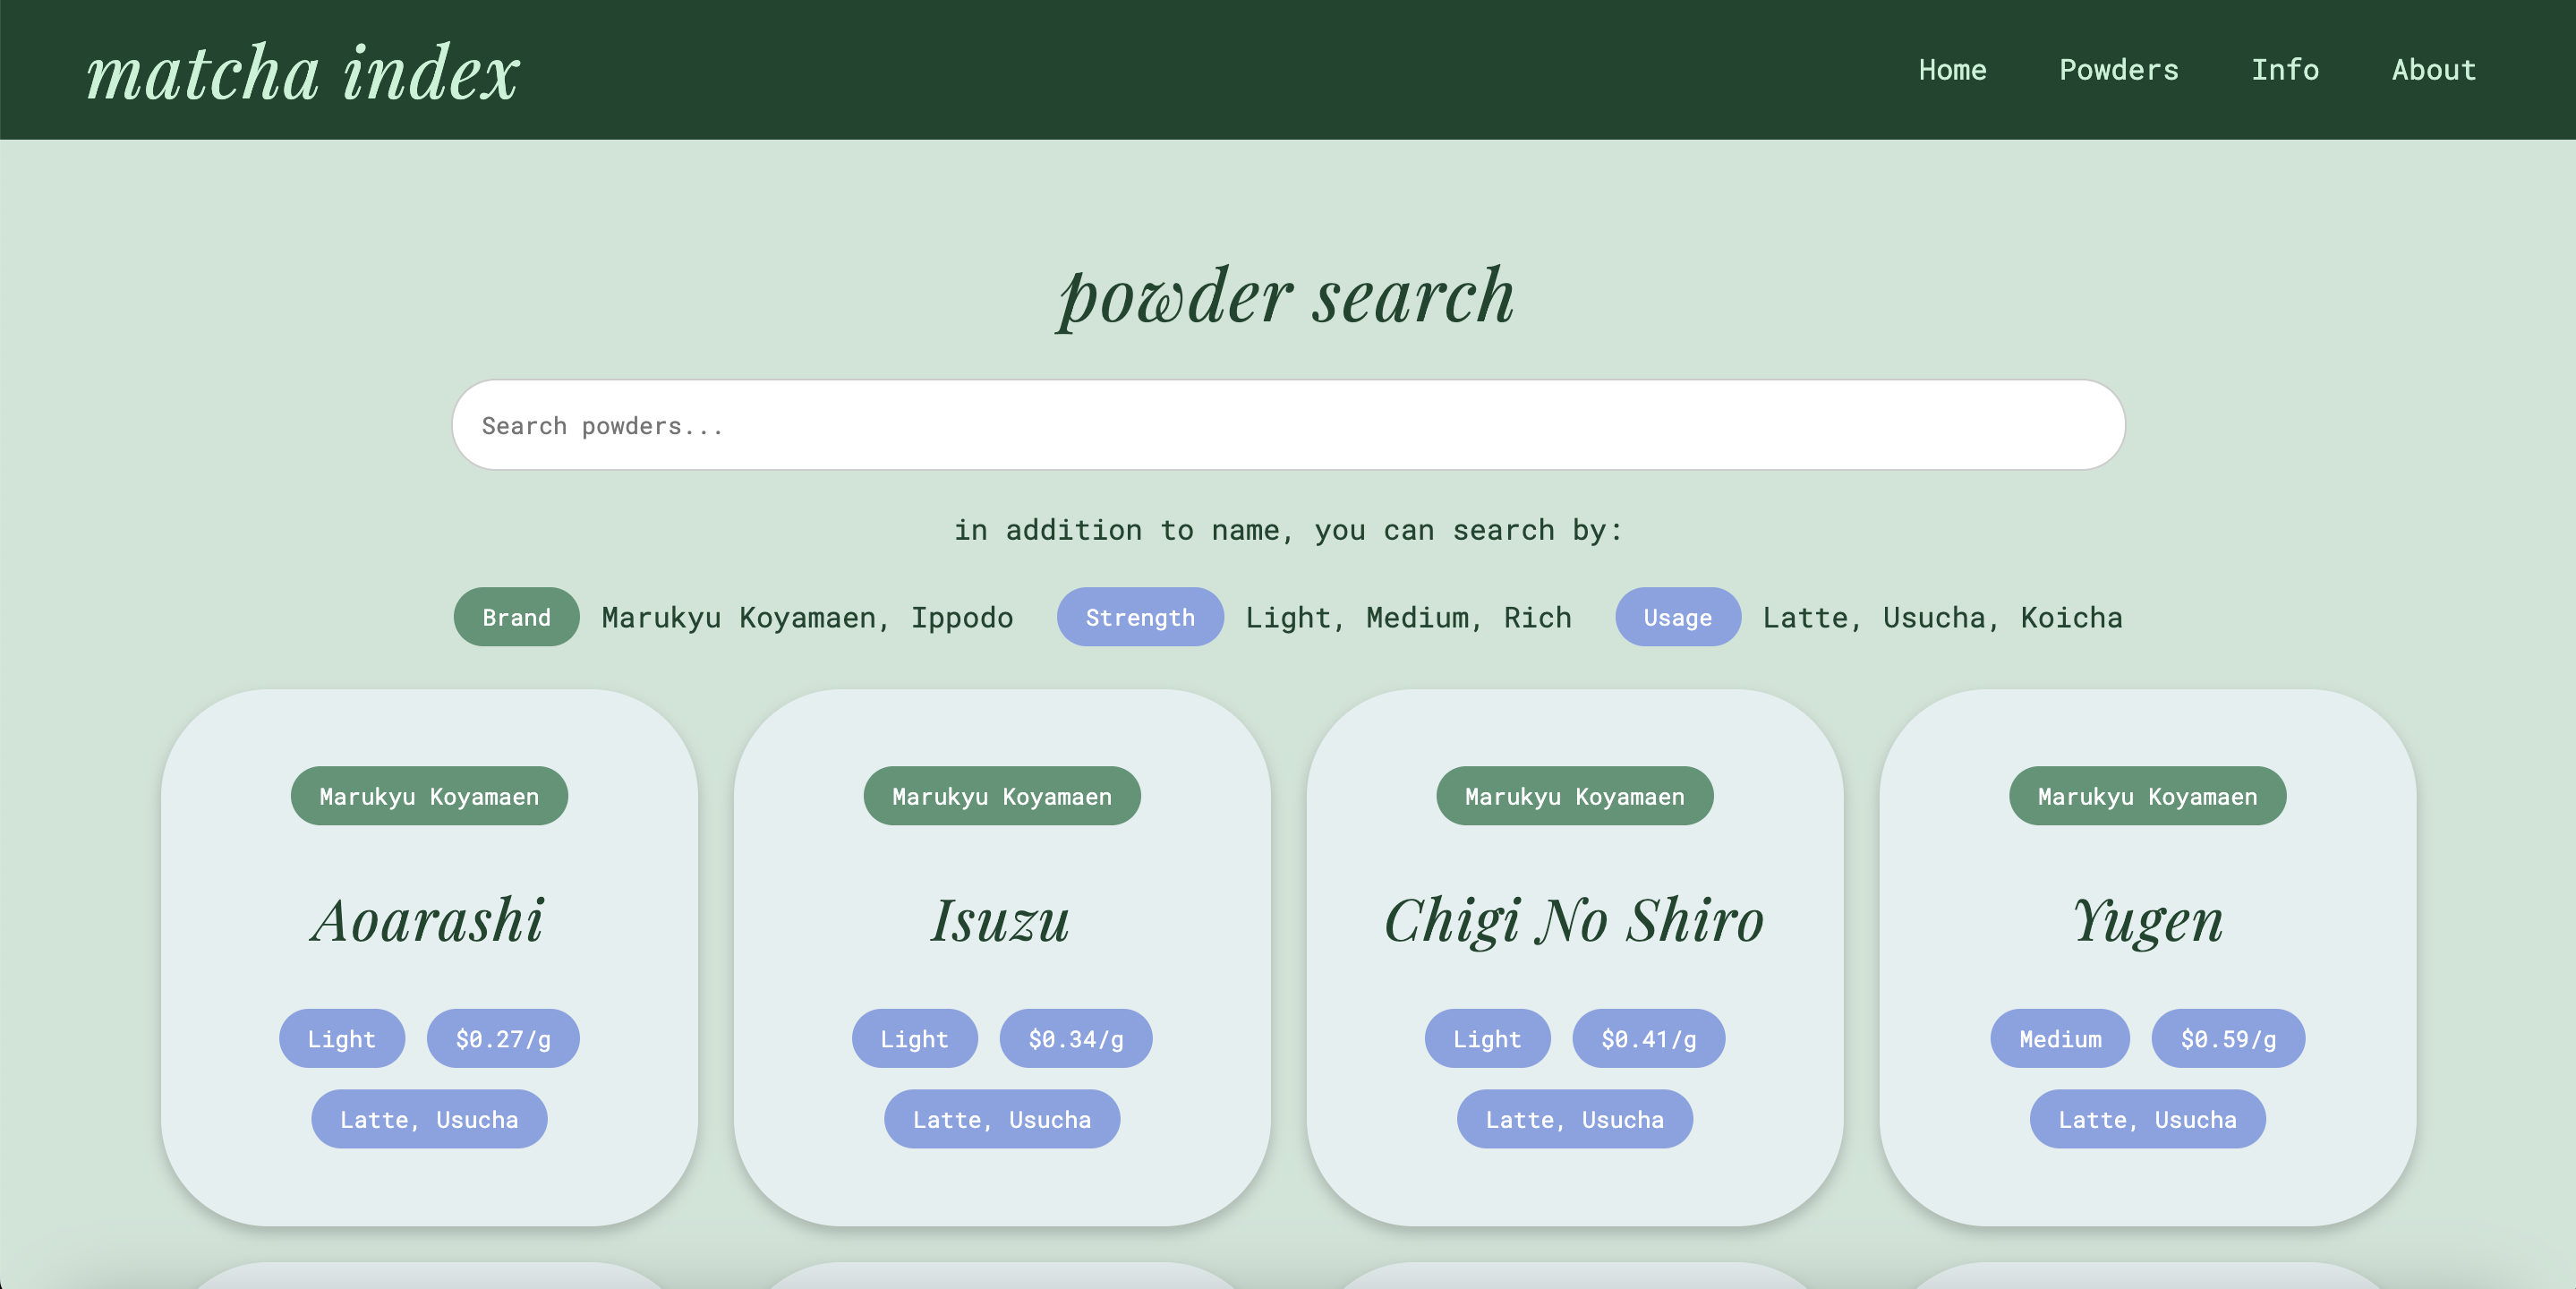 matcha index
Home Powders Info About
powder search
Search powders...
in addition to name, you can search by:
Brand Marukyu Koyamaen, Ippodo Strength Light, Medium, Rich Usage Latte, Usucha, Koicha
Marukyu Koyamaen
Aoarashi
Light $0.27/g
Latte, Usucha
Marukyu Koyamaen
Isuzu
Light $0.34/g
Latte, Usucha
Marukyu Koyamaen
Chigi No Shiro
Light $0.41/g
Latte, Usucha
Marukyu Koyamaen
Yugen
Medium $0.59/g
Latte, Usucha